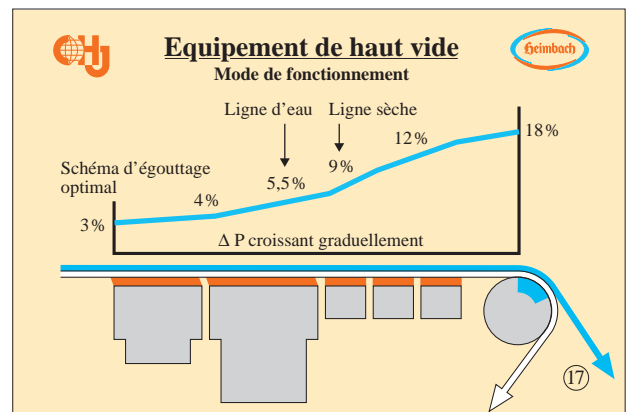 Equipement de haut vide
Heimbach
Mode de fonctionnement
Ligne d’eau
Ligne sèche
Schéma d’égouttage
optimal
3%
4%
5,5%
9%
12%
18%
Δ P croissant graduellement
17